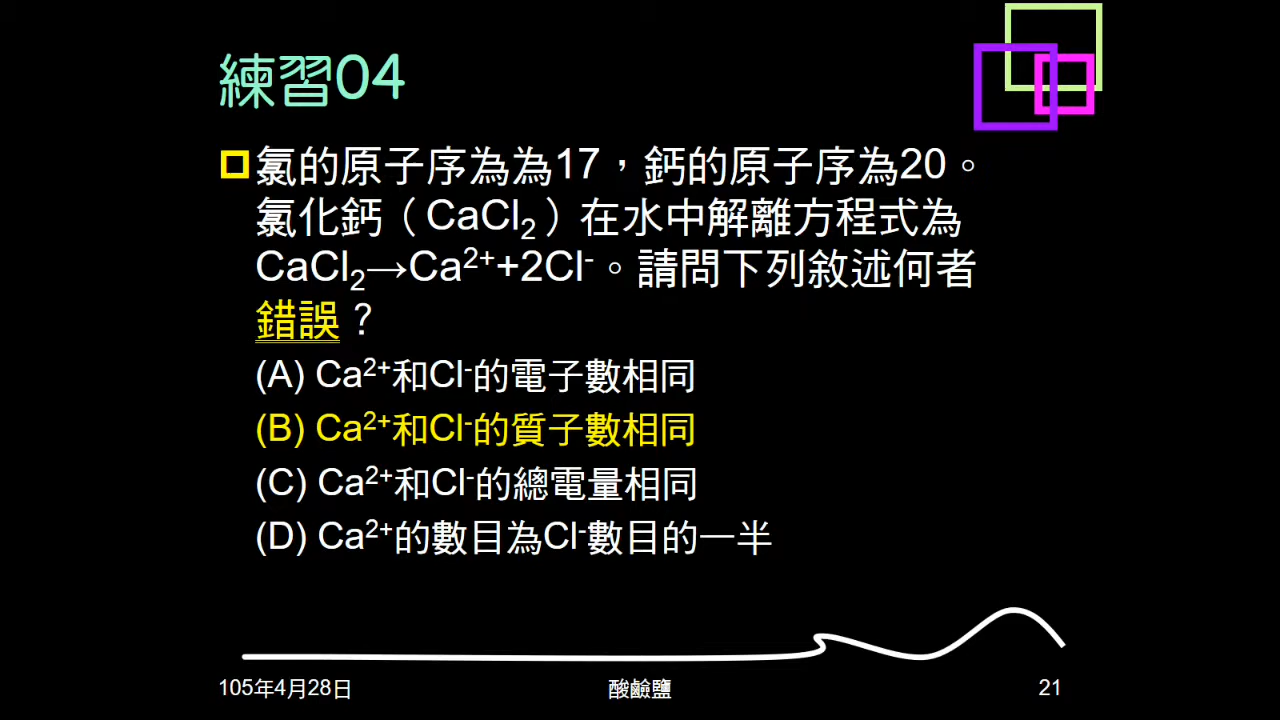 練習04
氯的原子序為為17，鈣的原子序為20。
氯化鈣（CaCl₂）在水中解離方程式為
CaCl₂→Ca²⁺+2Cl⁻。請問下列敘述何者
錯誤？
(A) Ca²⁺和Cl⁻的電子數相同
(B) Ca²⁺和Cl⁻的質子數相同
(C) Ca²⁺和Cl⁻的總電量相同
(D) Ca²⁺的數目為Cl⁻數目的一半
105年4月28日
酸鹼鹽
21